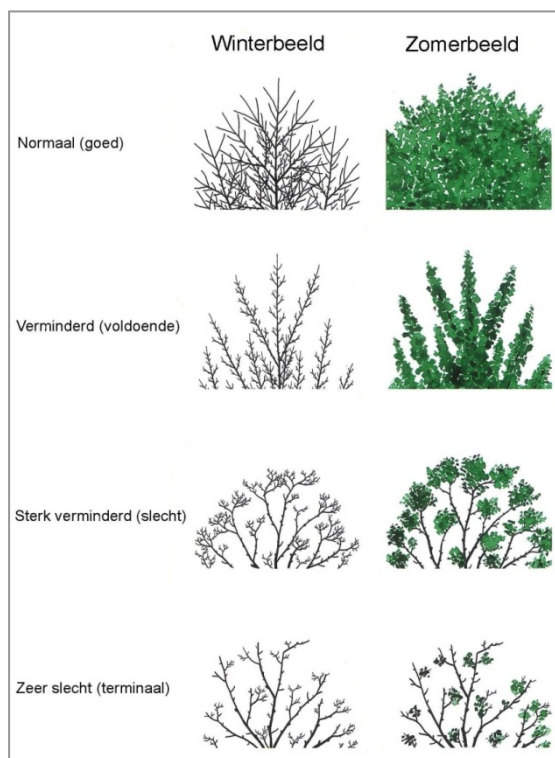 Winterbeeld Zomerbeeld
Normaal (goed)
Verminderd (voldoende)
Sterk verminderd (slecht)
Zeer slecht (terminaal)